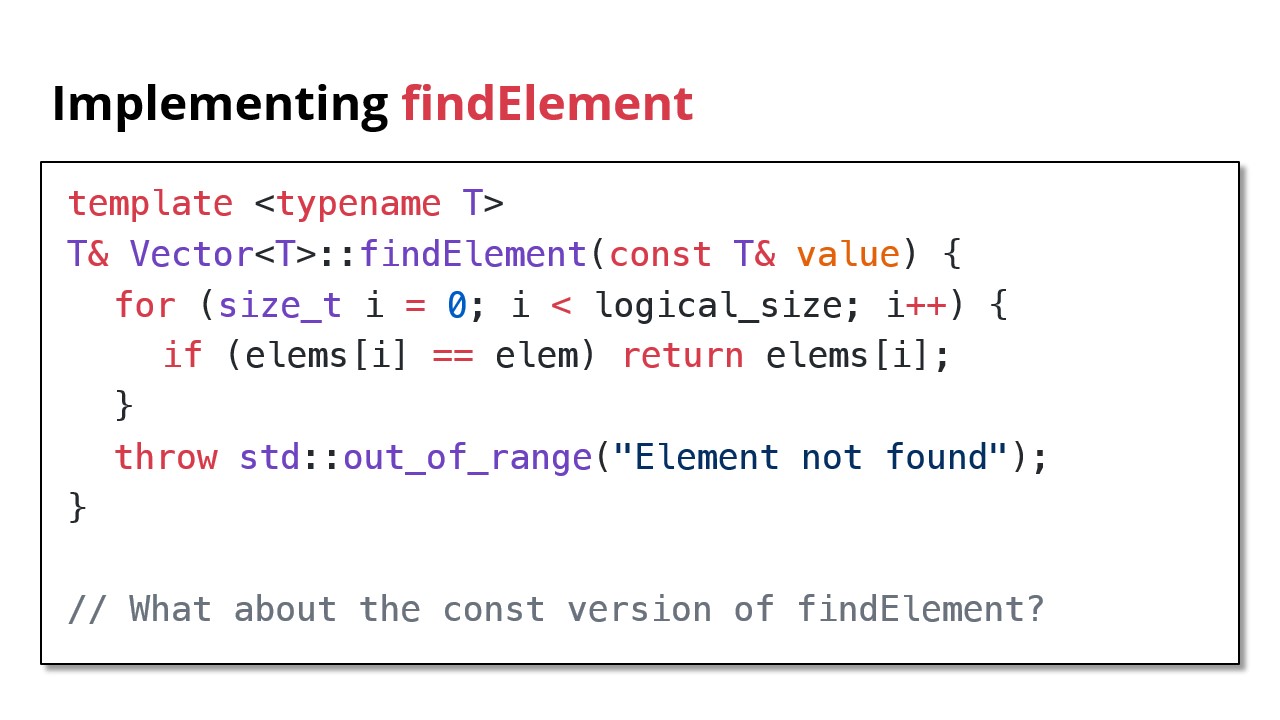 Implementing findElement
template <typename T>
T& Vector<T>::findElement(const T& value) {
for (size_t i = 0; i < logical_size; i++) {
if (elems[i] == elem) return elems[i];
}
throw std::out_of_range("Element not found");
}
// What about the const version of findElement?